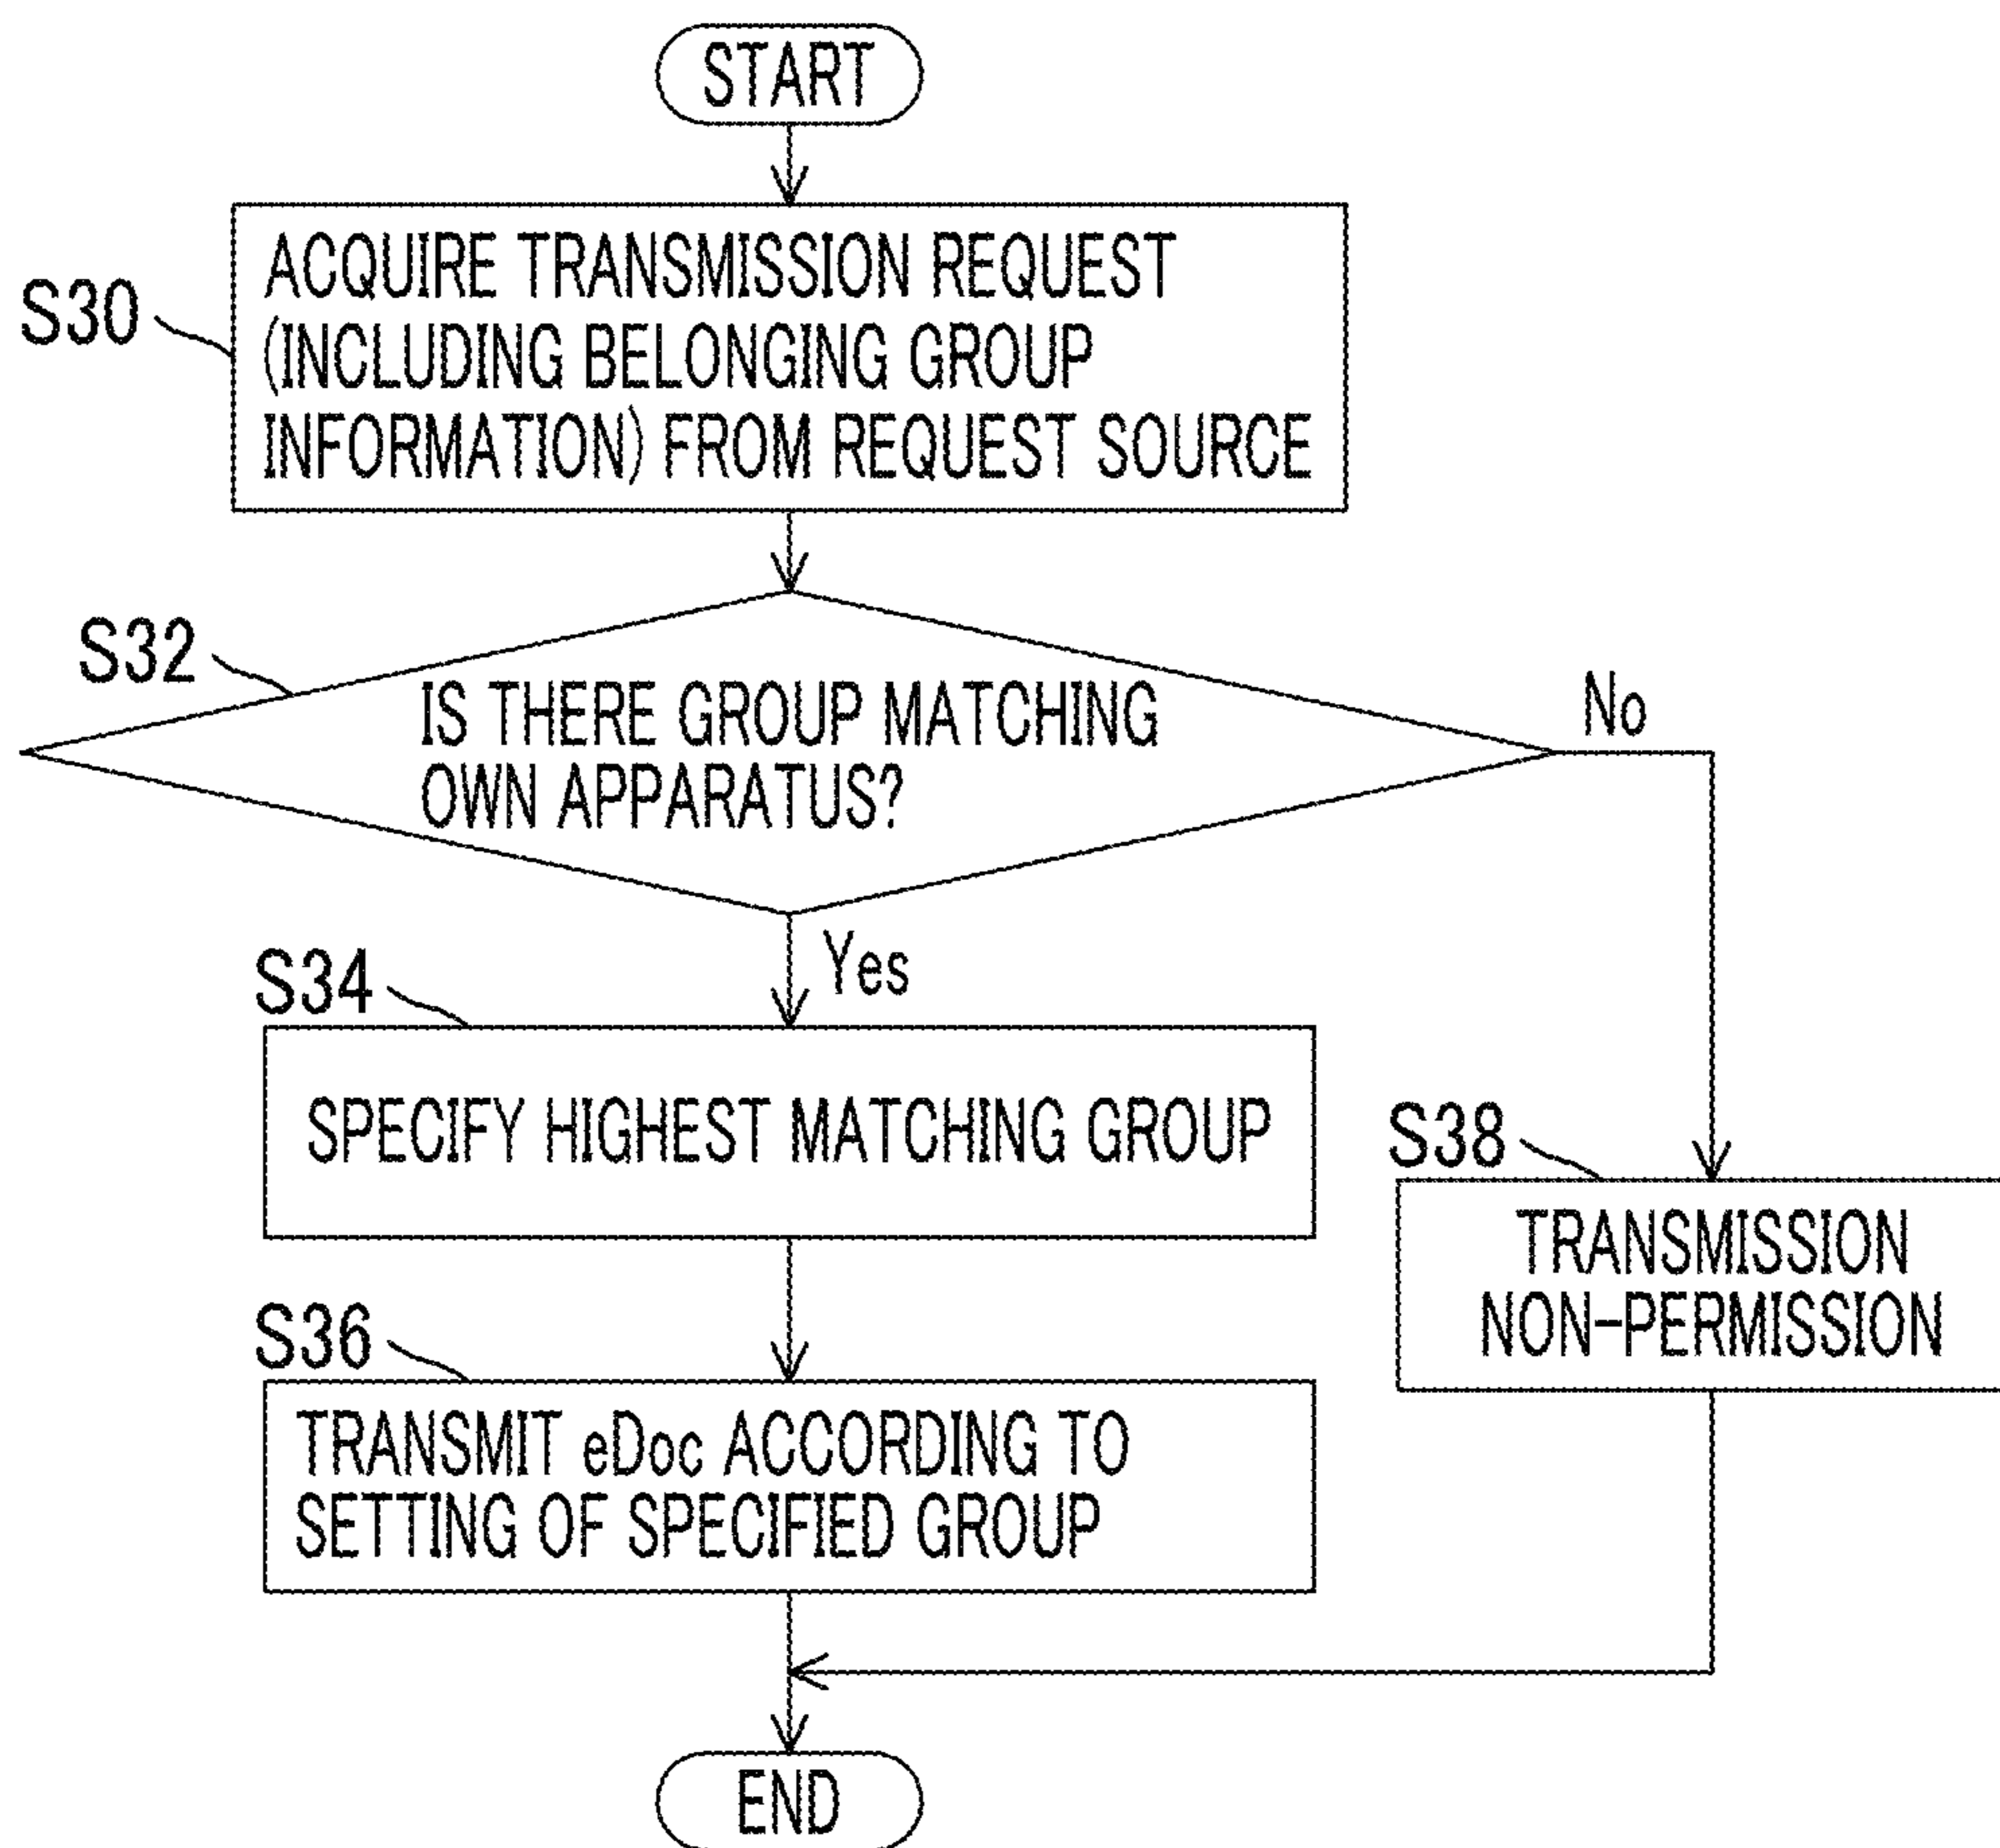 START
S30
ACQUIRE TRANSMISSION REQUEST
(INCLUDING BELONGING GROUP
INFORMATION) FROM REQUEST SOURCE
S32
IS THERE GROUP MATCHING
OWN APPARATUS?
No
Yes
S34
SPECIFY HIGHEST MATCHING GROUP
S38
TRANSMISSION
NON-PERMISSION
S36
TRANSMIT eDoc ACCORDING TO
SETTING OF SPECIFIED GROUP
END